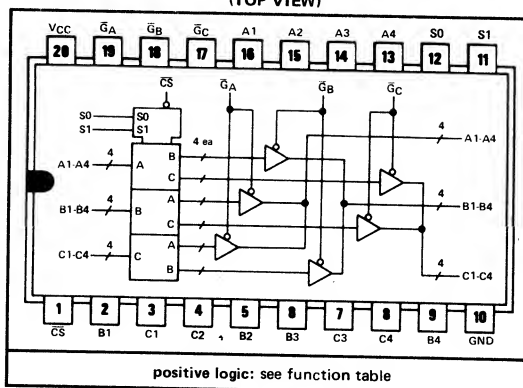 (TOP VIEW)
VCC G̅A G̅B G̅C A1 A2 A3 A4 S0 S1
20 19 18 17 16 15 14 13 12 11
C̅S̅ G̅A G̅B G̅C
S0 S0
S1 S1
4 ea
4 A1-A4
A1-A4 4 A B
C
A
B1-B4 4 B
4 B1-B4
C
A
C1-C4 4 C
B
4 C1-C4
1 2 3 4 5 8 7 8 9 10
C̅S̅ B1 C1 C2 B2 B3 C3 C4 B4 GND
positive logic: see function table